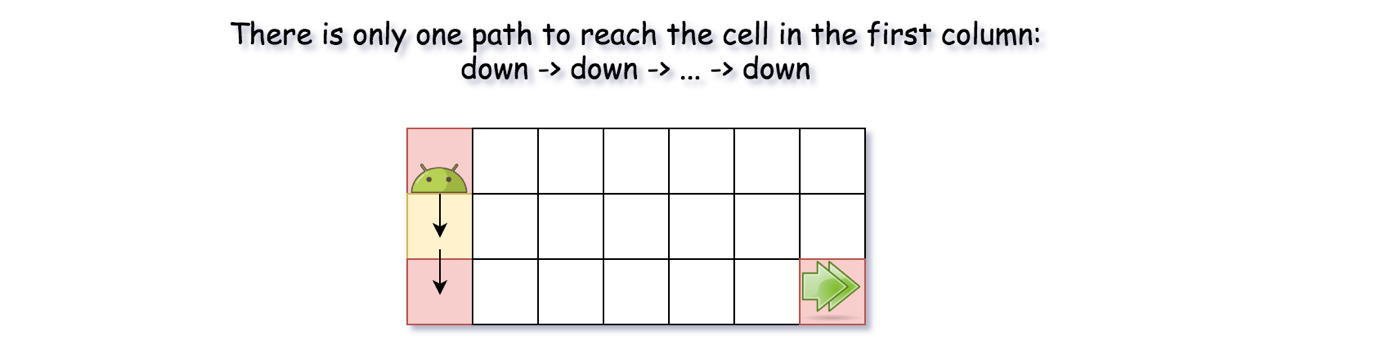 There is only one path to reach the cell in the first column:
down -> down -> ... -> down